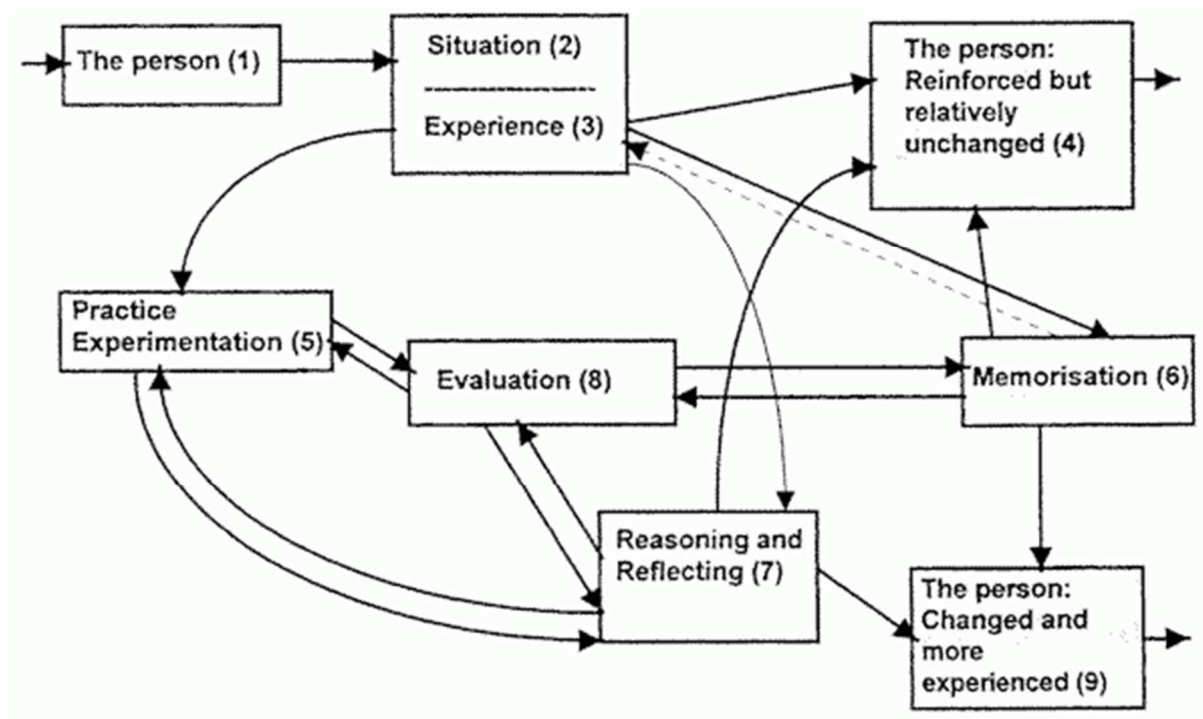 The person (1)
Situation (2)
Experience (3)
The person:
Reinforced but
relatively
unchanged (4)
Practice
Experimentation (5)
Evaluation (8)
Memorisation (6)
Reasoning and
Reflecting (7)
The person:
Changed and
more
experienced (9)